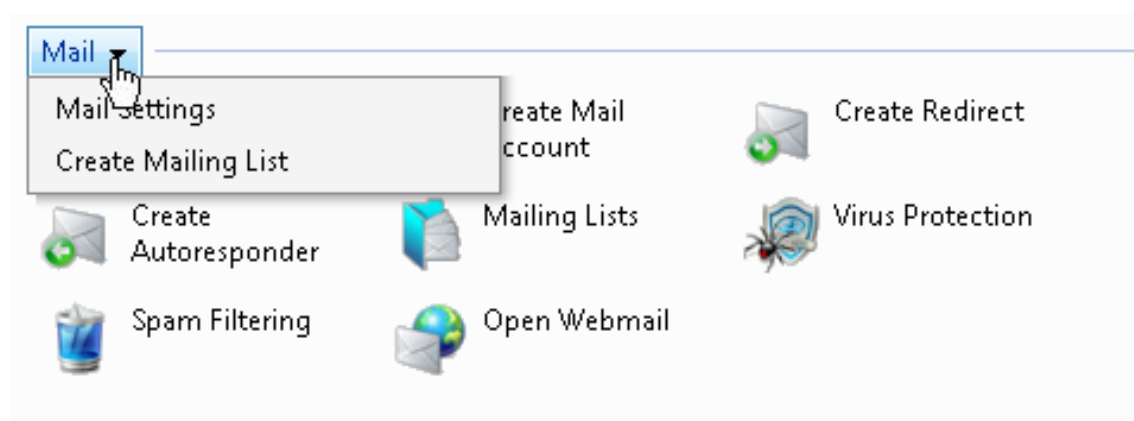 Mail
Mail Settings
Create Mailing List
reate Mail
ccount
Create Redirect
Create
Autoresponder
Mailing Lists
Virus Protection
Spam Filtering
Open Webmail